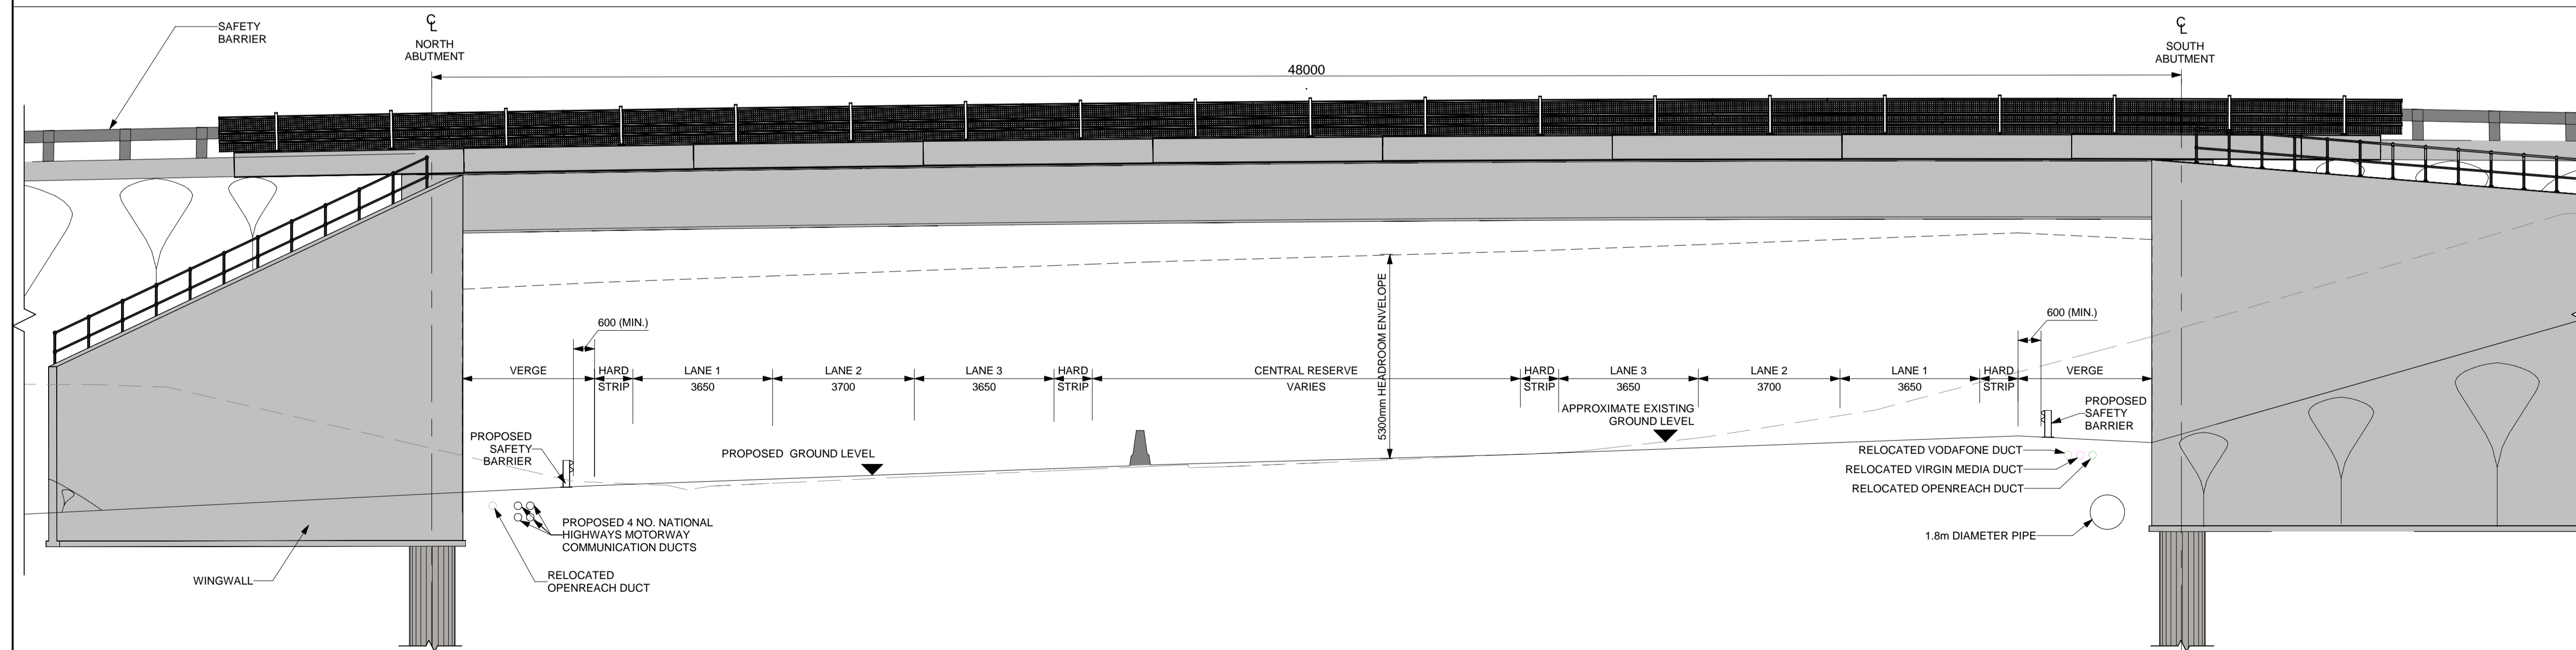 SAFETY
BARRIER
℄
NORTH
ABUTMENT
48000
℄
SOUTH
ABUTMENT
600 (MIN.)
600 (MIN.)
5300mm HEADROOM ENVELOPE
VERGE
HARD
STRIP
LANE 1
3650
LANE 2
3700
LANE 3
3650
HARD
STRIP
CENTRAL RESERVE
VARIES
HARD
STRIP
LANE 3
3650
LANE 2
3700
LANE 1
3650
HARD
STRIP
VERGE
APPROXIMATE EXISTING
GROUND LEVEL
PROPOSED
SAFETY
BARRIER
PROPOSED
SAFETY
BARRIER
PROPOSED GROUND LEVEL
RELOCATED VODAFONE DUCT
RELOCATED VIRGIN MEDIA DUCT
RELOCATED OPENREACH DUCT
PROPOSED 4 NO. NATIONAL
HIGHWAYS MOTORWAY
COMMUNICATION DUCTS
1.8m DIAMETER PIPE
WINGWALL
RELOCATED
OPENREACH DUCT